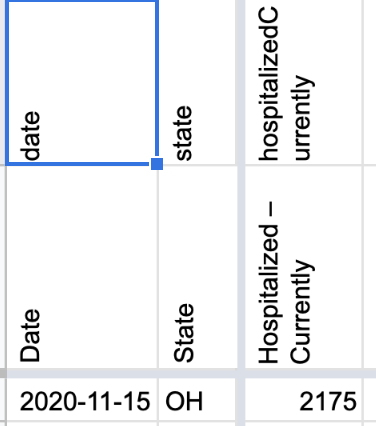 date
state
hospitalizedC
urrently
Date
State
Hospitalized –
Currently
2020-11-15 OH 2175